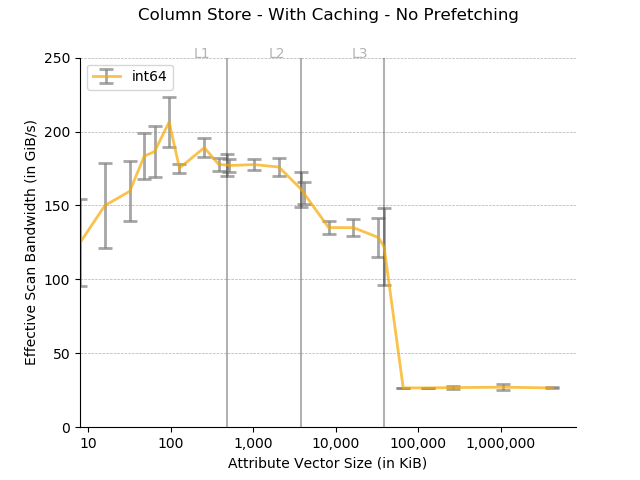 Column Store - With Caching - No Prefetching
L1 L2 L3
int64
250
200
150
100
50
0
Effective Scan Bandwidth (in GiB/s)
10 100 1,000 10,000 100,000 1,000,000
Attribute Vector Size (in KiB)